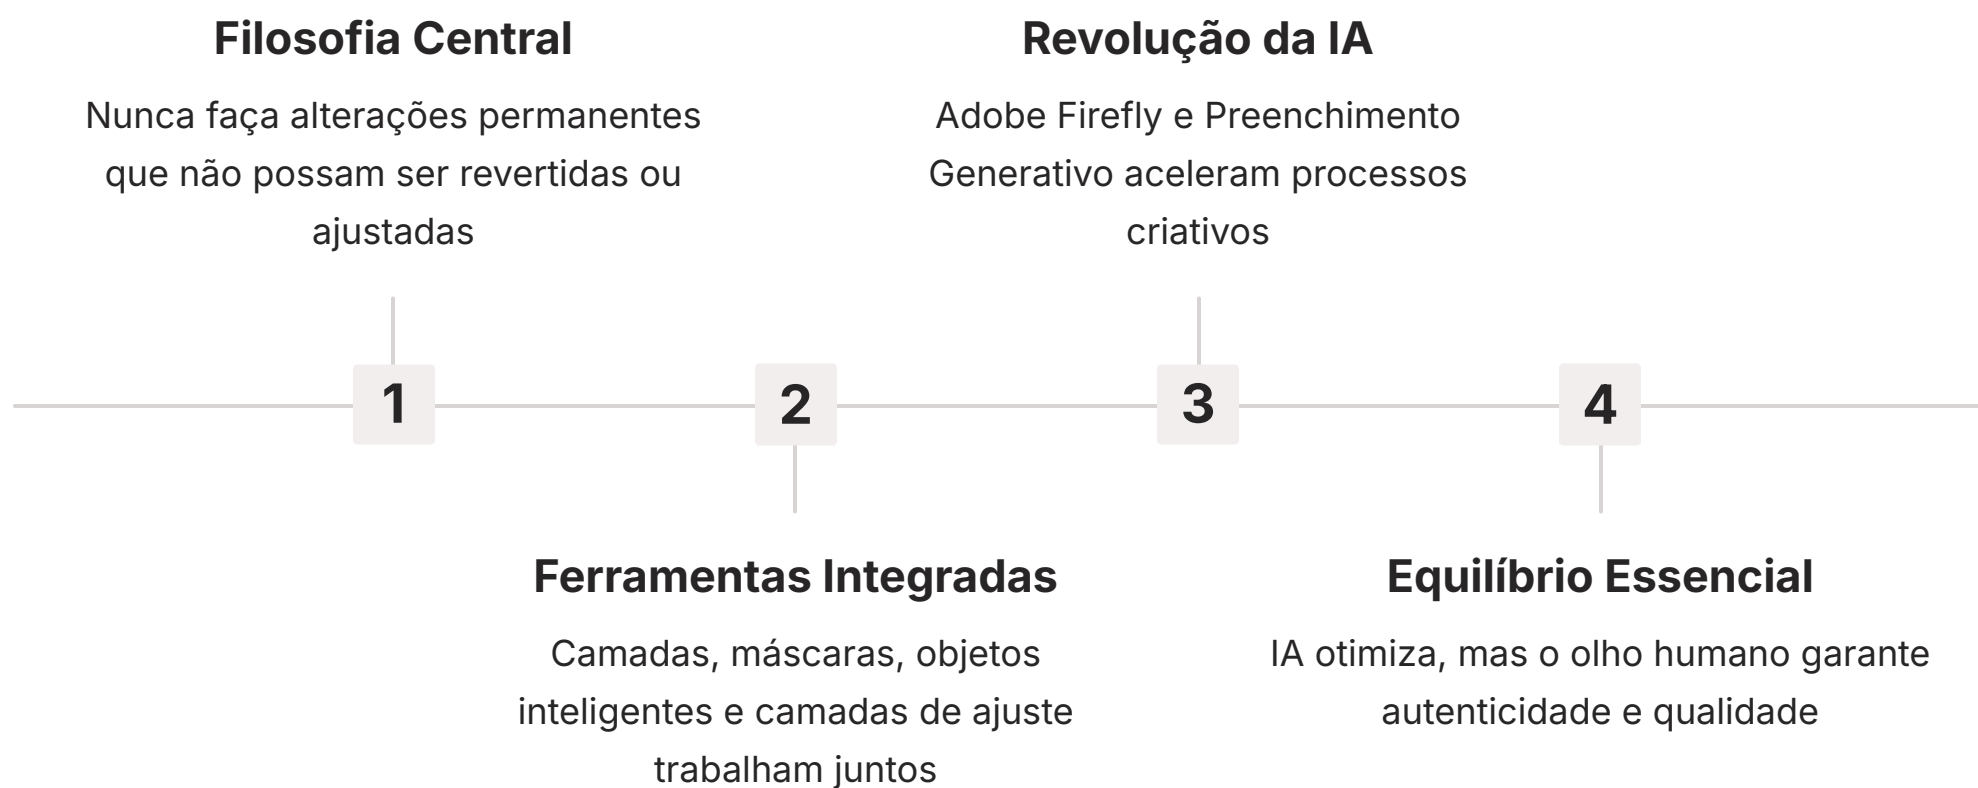 Filosofia Central
Nunca faça alterações permanentes
que não possam ser revertidas ou
ajustadas
1
2
Ferramentas Integradas
Camadas, máscaras, objetos
inteligentes e camadas de ajuste
trabalham juntos
Revolução da IA
Adobe Firefly e Preenchimento
Generativo aceleram processos
criativos
3
4
Equilíbrio Essencial
IA otimiza, mas o olho humano garante
autenticidade e qualidade